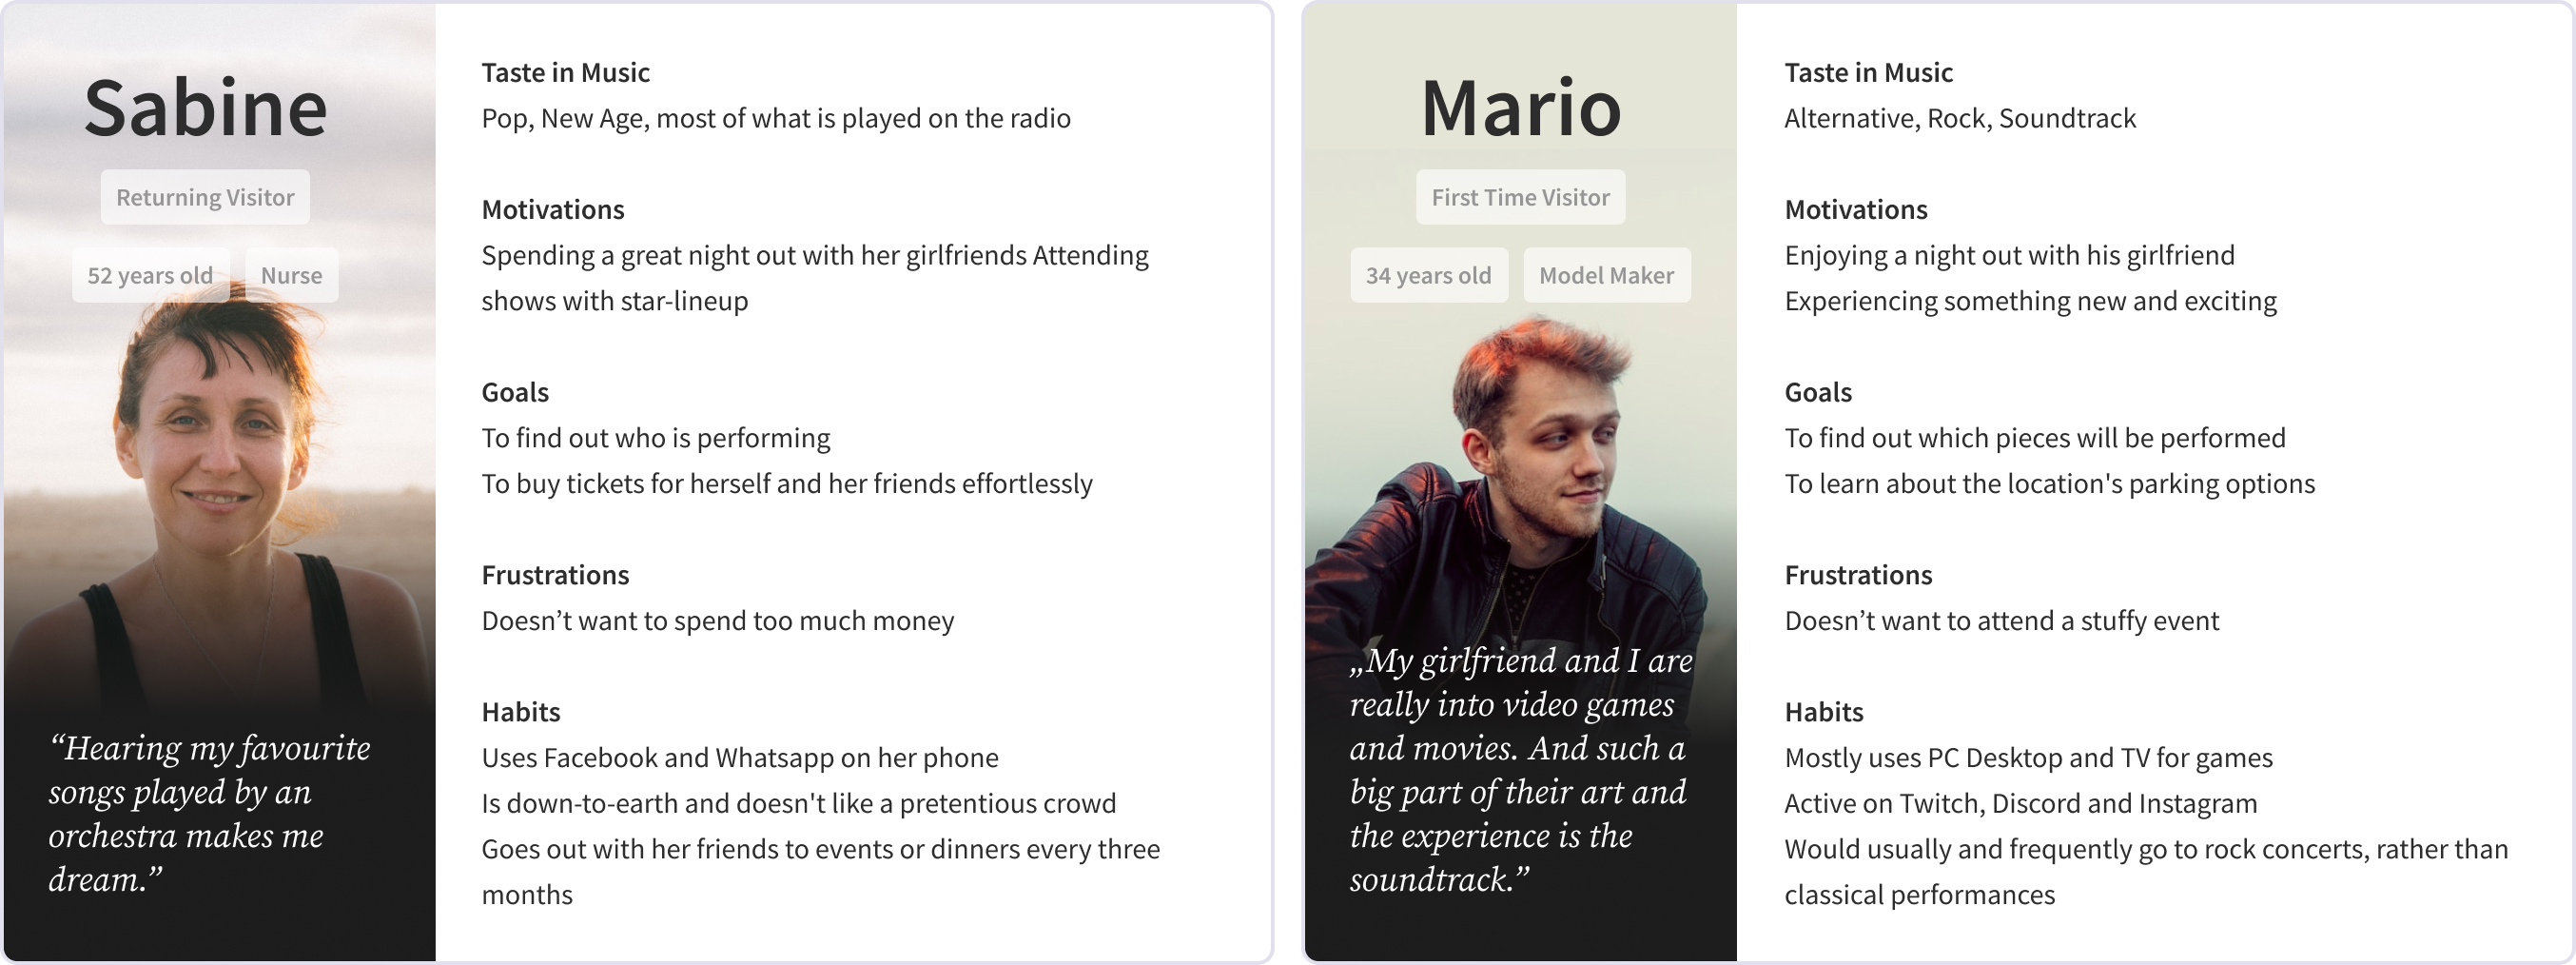 Sabine
Returning Visitor
52 years old
Nurse
“Hearing my favourite
songs played by an
orchestra makes me
dream.”
Taste in Music
Pop, New Age, most of what is played on the radio
Motivations
Spending a great night out with her girlfriends Attending
shows with star-lineup
Goals
To find out who is performing
To buy tickets for herself and her friends effortlessly
Frustrations
Doesn’t want to spend too much money
Habits
Uses Facebook and Whatsapp on her phone
Is down-to-earth and doesn't like a pretentious crowd
Goes out with her friends to events or dinners every three
months
Mario
First Time Visitor
34 years old
Model Maker
„My girlfriend and I are
really into video games
and movies. And such a
big part of their art and
the experience is the
soundtrack.”
Taste in Music
Alternative, Rock, Soundtrack
Motivations
Enjoying a night out with his girlfriend
Experiencing something new and exciting
Goals
To find out which pieces will be performed
To learn about the location's parking options
Frustrations
Doesn’t want to attend a stuffy event
Habits
Mostly uses PC Desktop and TV for games
Active on Twitch, Discord and Instagram
Would usually and frequently go to rock concerts, rather than
classical performances